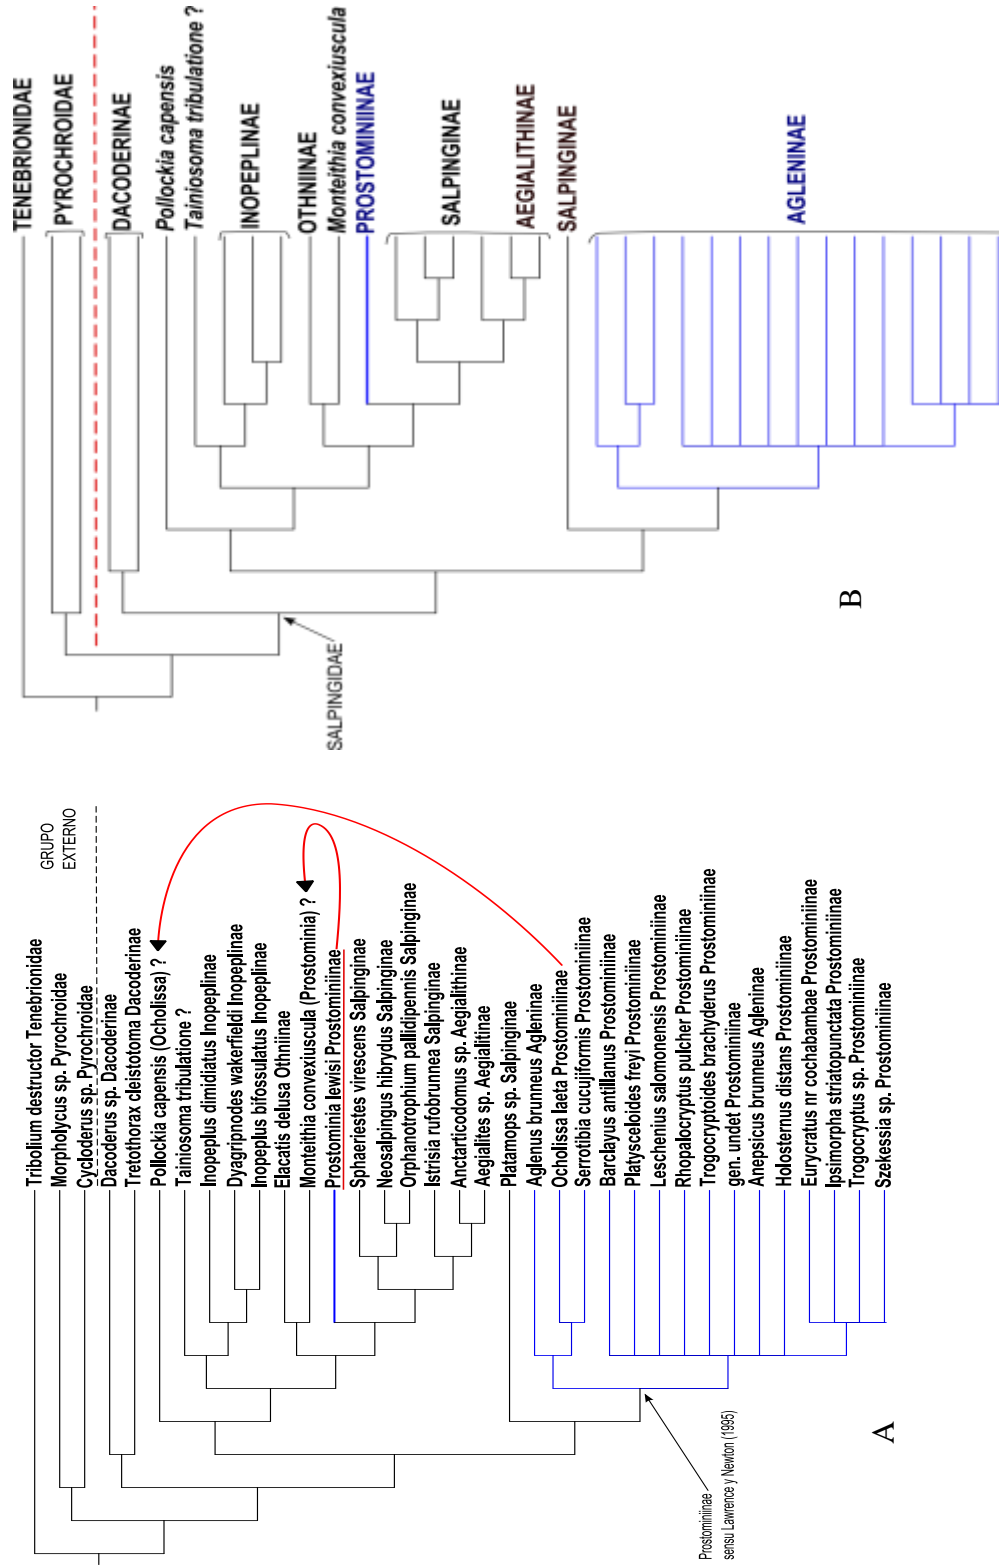 TENEBRIONIDAE
PYROCHROIDAE
DACODERINAE
Pollockia capensis
Tainiosoma tribulatione ?
INOPEPLINAE
OTHNIINAE
Monteithia convexiuscula
PROSTOMINIINAE
SALPINGINAE
AEGIALITHINAE
SALPINGINAE
AGLENINAE
SALPINGIDAE
B
GRUPO
EXTERNO
Tribolium destructor Tenebrionidae
Morpholycus sp. Pyrochroidae
Cycloderus sp. Pyrochroidae
Dacoderus sp. Dacoderinae
Tretothorax cleistotoma Dacoderinae
Pollockia capensis (Ocholissa) ?
Tainiosoma tribulatione ?
Inopeplus dimidiatus Inopeplinae
Dyagripnodes wakerfieldi Inopeplinae
Inopeplus bifossulatus Inopeplinae
Elacatis delusa Othniinae
Monteithia convexiuscula (Prostominia) ?
Prostominia lewisi Prostominiinae
Sphaeriestes virescens Salpinginae
Neosalpingus hibrydus Salpinginae
Orphanotrophium pallidipennis Salpinginae
Istrisia rufobrunnea Salpinginae
Anctarticodomus sp. Aegialithinae
Aegialites sp. Aegialitinae
Platamops sp. Salpinginae
Aglenus brunneus Agleninae
Ocholissa laeta Prostominiinae
Serrotibia cucujiformis Prostominiinae
Barclayus antillanus Prostominiinae
Platysceloides freyi Prostominiinae
Leschenius salomonensis Prostominiinae
Rhopalocryptus pulcher Prostominiinae
Trogocryptoides brachyderus Prostominiinae
gen. undet Prostominiinae
Anepsicus brunneus Agleninae
Holosternus distans Prostominiinae
Eurycratus nr cochabambae Prostominiinae
Ipsimorpha striatopunctata Prostominiinae
Trogocryptus sp. Prostominiinae
Szekessia sp. Prostominiinae
Prostominiinae
sensu Lawrence y Newton (1995)
A